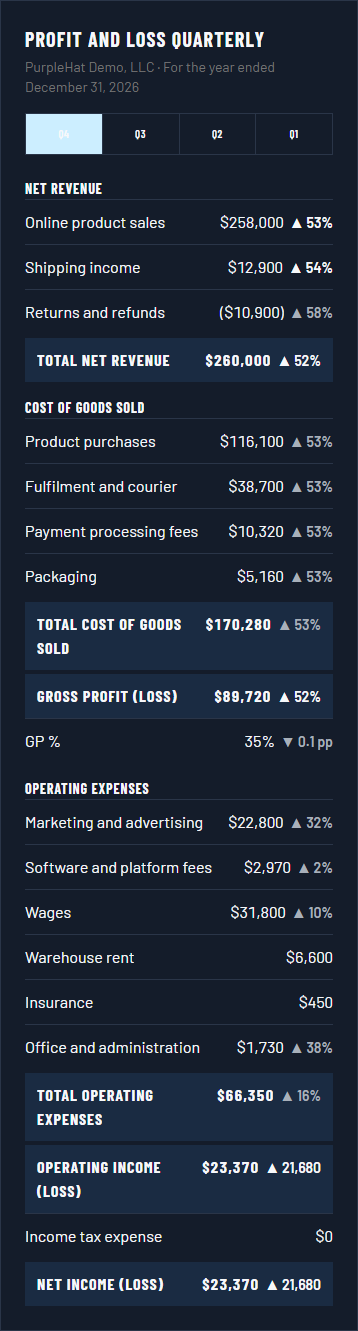 PROFIT AND LOSS QUARTERLY
PurpleHat Demo, LLC · For the year ended
December 31, 2026
Q4 Q3 Q2 Q1
NET REVENUE
Online product sales $258,000 ▲ 53%
Shipping income $12,900 ▲ 54%
Returns and refunds ($10,900) ▲ 58%
TOTAL NET REVENUE $260,000 ▲ 52%
COST OF GOODS SOLD
Product purchases $116,100 ▲ 53%
Fulfilment and courier $38,700 ▲ 53%
Payment processing fees $10,320 ▲ 53%
Packaging $5,160 ▲ 53%
TOTAL COST OF GOODS $170,280 ▲ 53%
SOLD
GROSS PROFIT (LOSS) $89,720 ▲ 52%
GP % 35% ▼ 0.1 pp
OPERATING EXPENSES
Marketing and advertising $22,800 ▲ 32%
Software and platform fees $2,970 ▲ 2%
Wages $31,800 ▲ 10%
Warehouse rent $6,600
Insurance $450
Office and administration $1,730 ▲ 38%
TOTAL OPERATING $66,350 ▲ 16%
EXPENSES
OPERATING INCOME $23,370 ▲ 21,680
(LOSS)
Income tax expense $0
NET INCOME (LOSS) $23,370 ▲ 21,680